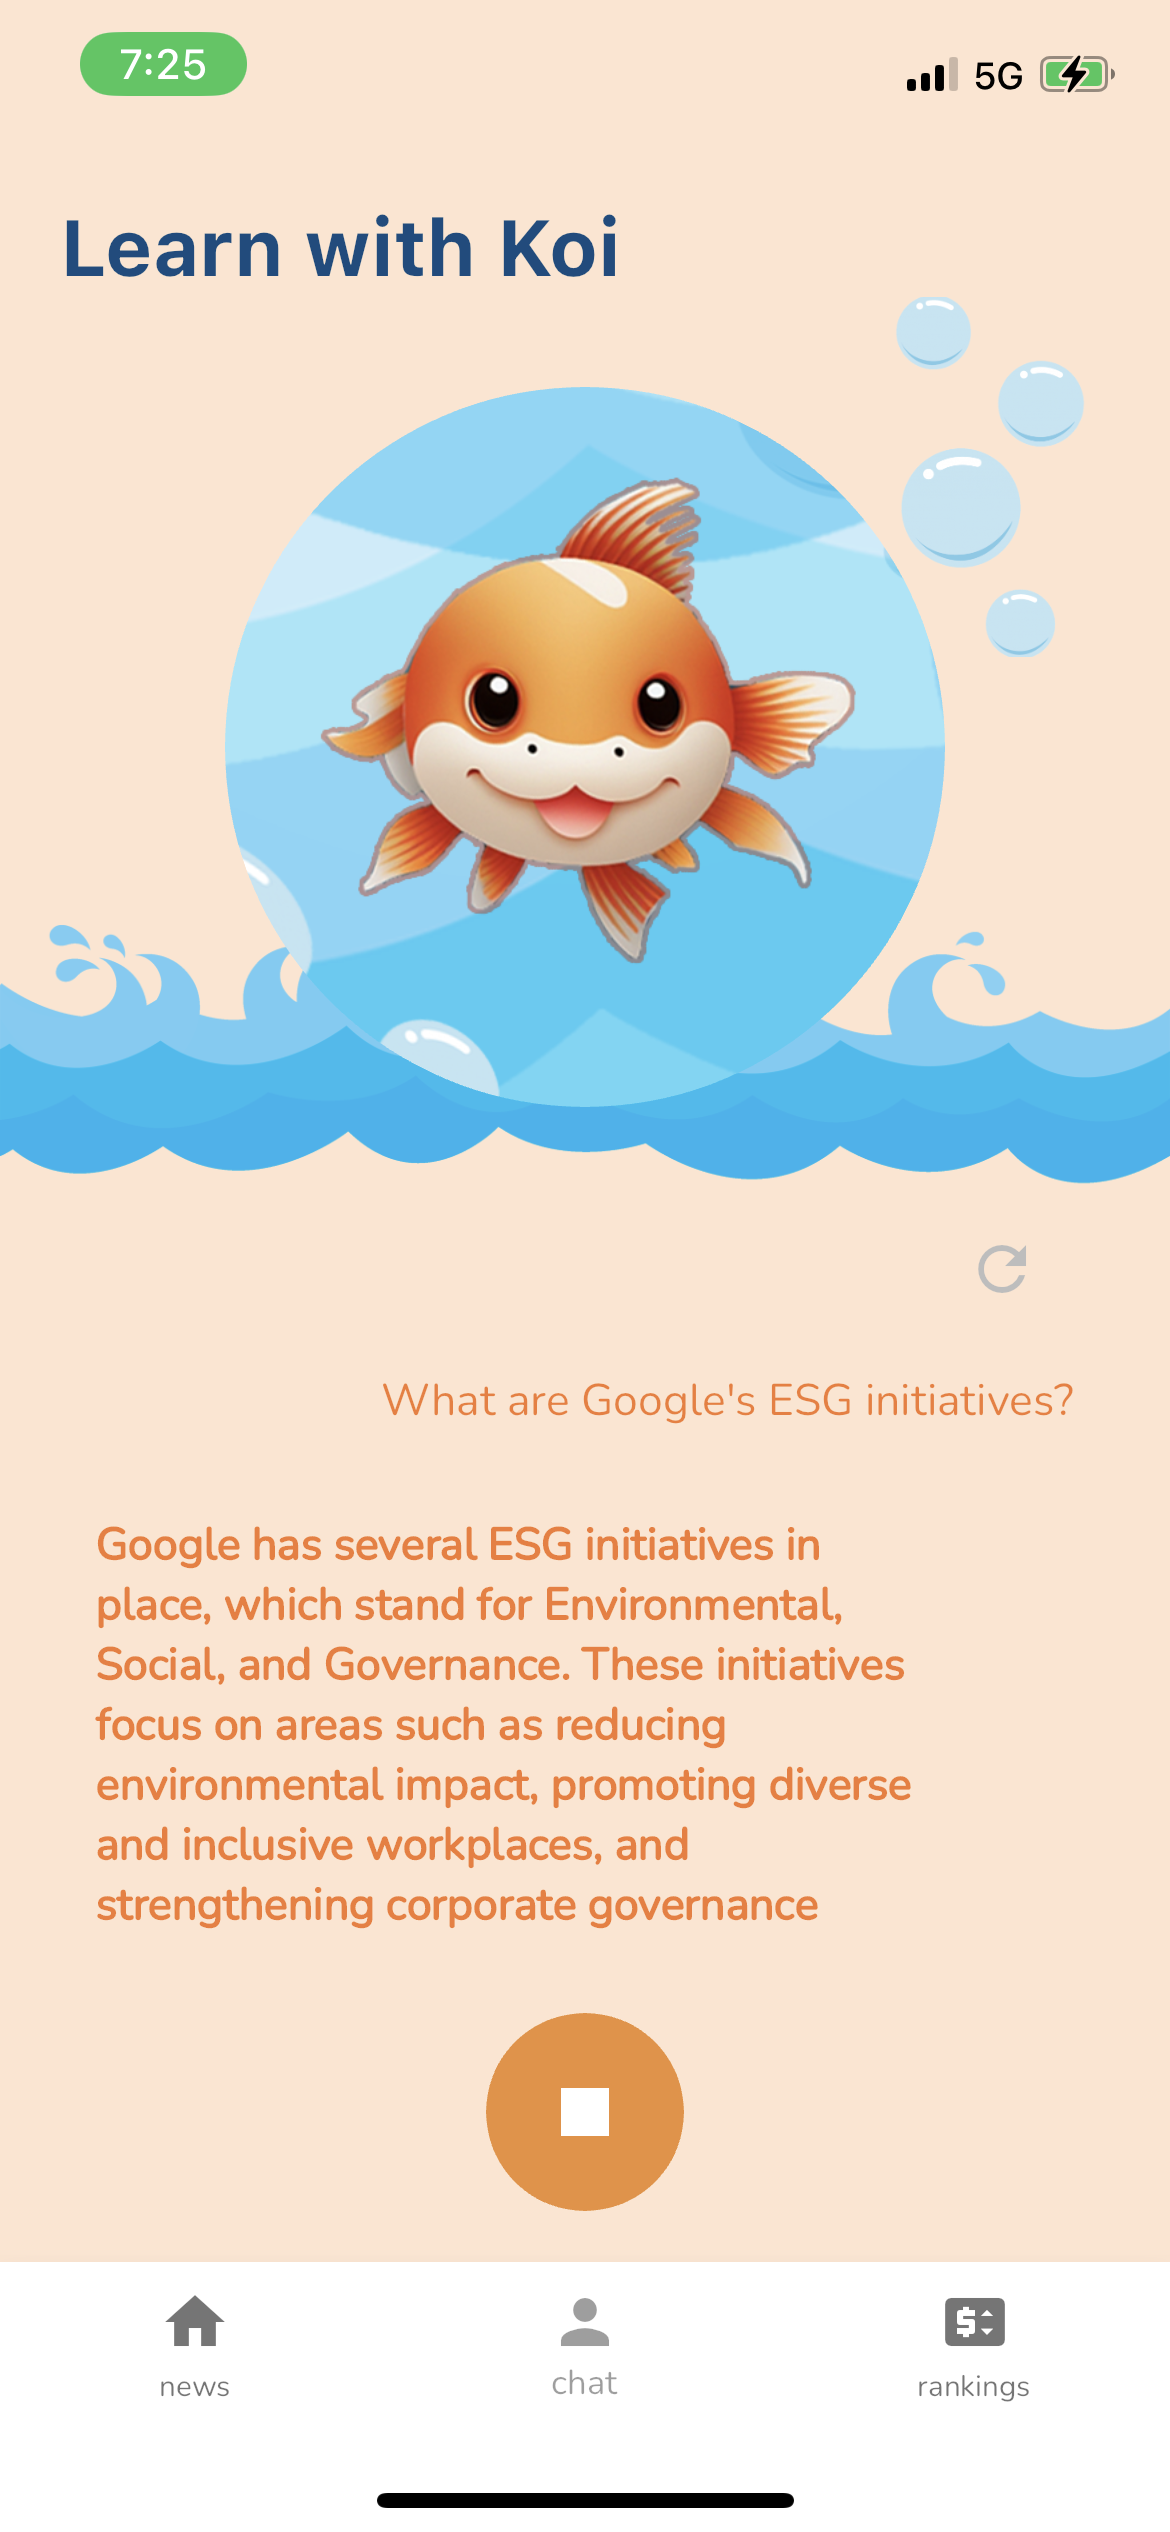 7:25
5G
Learn with Koi
What are Google's ESG initiatives?
Google has several ESG initiatives in
place, which stand for Environmental,
Social, and Governance. These initiatives
focus on areas such as reducing
environmental impact, promoting diverse
and inclusive workplaces, and
strengthening corporate governance
news
chat
rankings